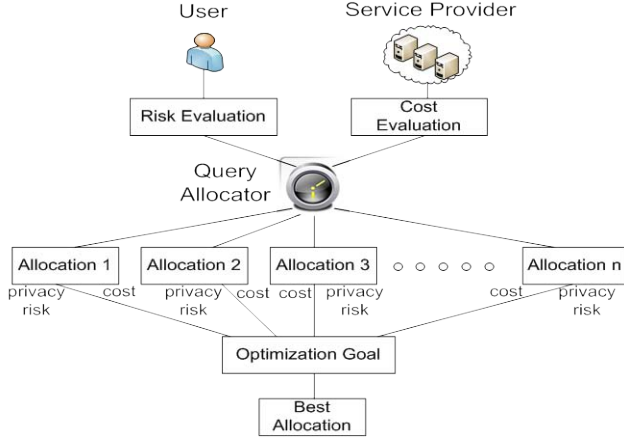 User
Service Provider
Risk Evaluation
Cost
Evaluation
Query
Allocator
Allocation 1
Allocation 2
Allocation 3
Allocation n
privacy
risk
cost
privacy
risk
cost
cost
privacy
risk
cost
privacy
risk
Optimization Goal
Best
Allocation